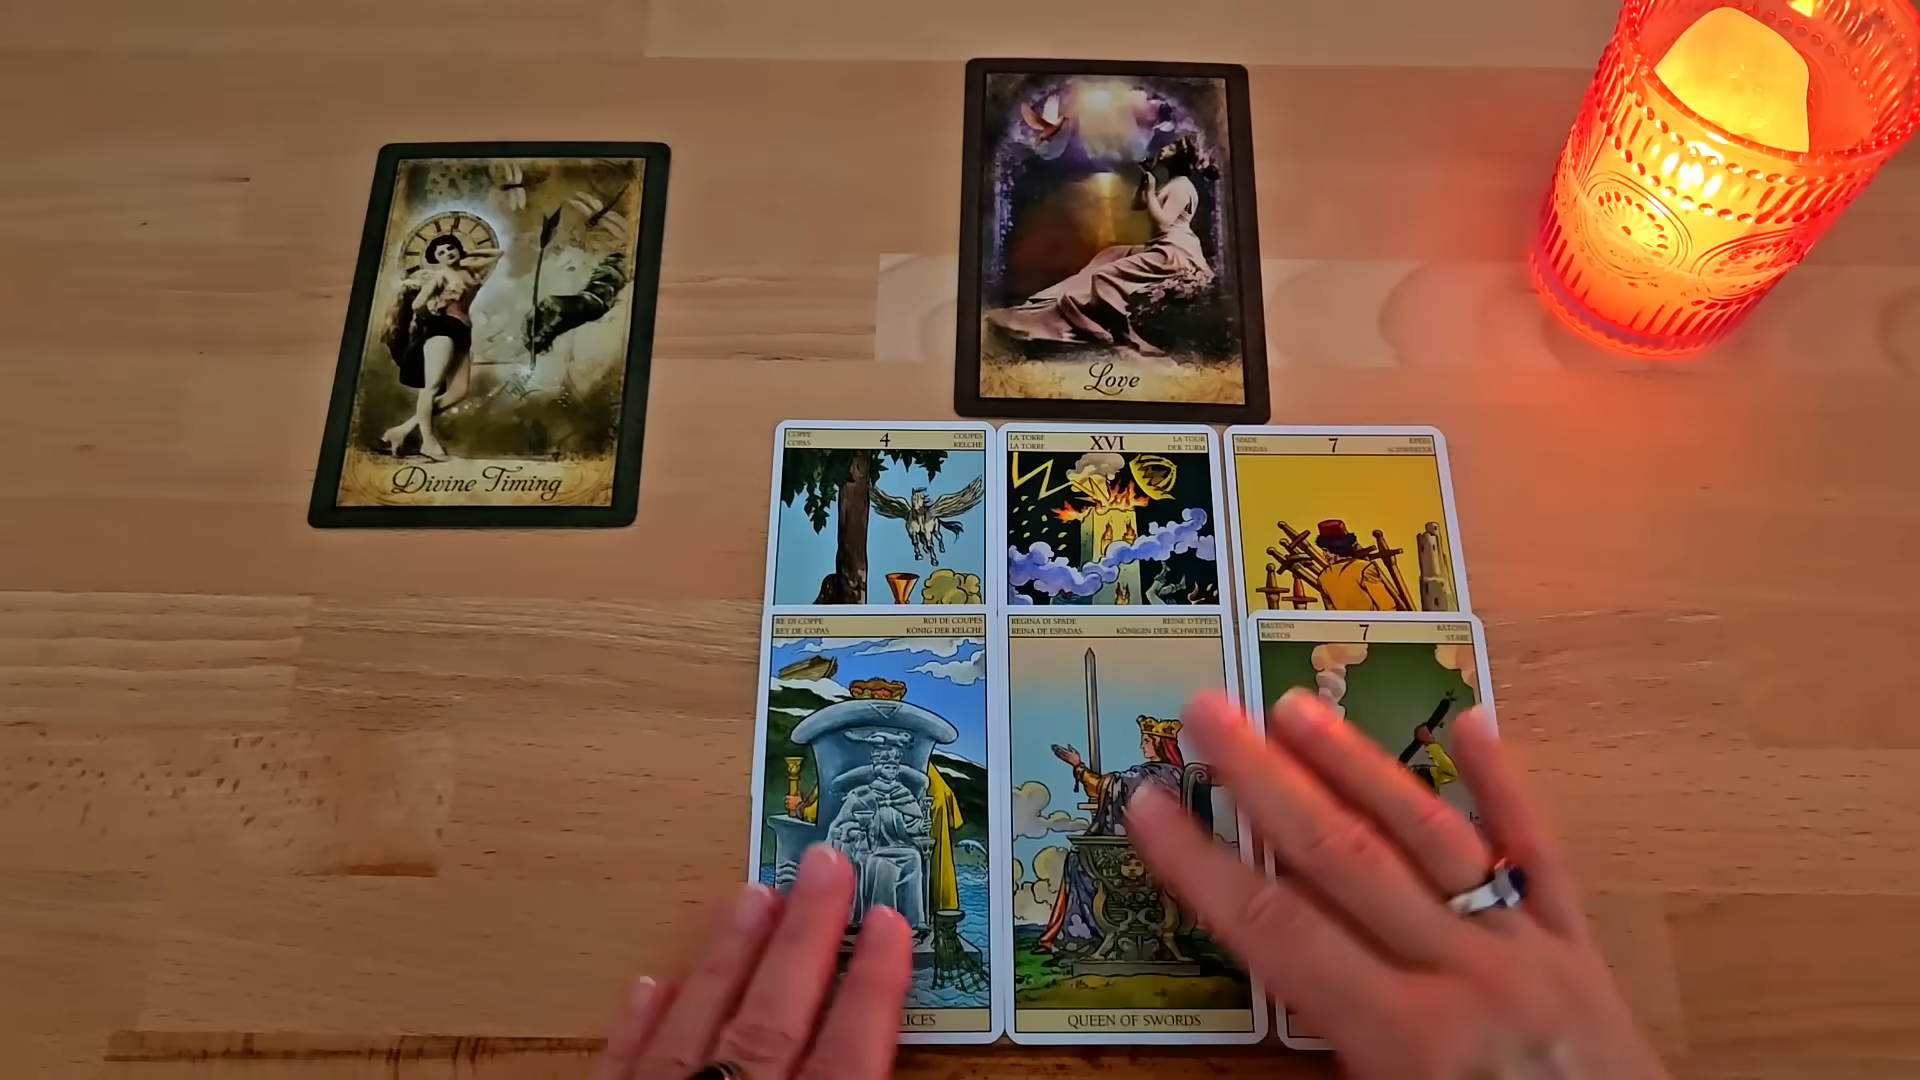 Divine Timing
Love
COPPE 4 COUPES
COPAS KELCHE
LA TORRE XVI LA TOUR
LA TORRE DER TURM
SPADE 7 EPEES
ESPADAS SCHWERTER
RE DI COPPE ROI DE COUPES
REY DE COPAS KÖNIG DER KELCHE
REGINA DI SPADE REINE D'EPEES
REINA DE ESPADAS KÖNIGIN DER SCHWERTER
BASTONI 7 BATONS
BASTOS STABE
LICES
QUEEN OF SWORDS